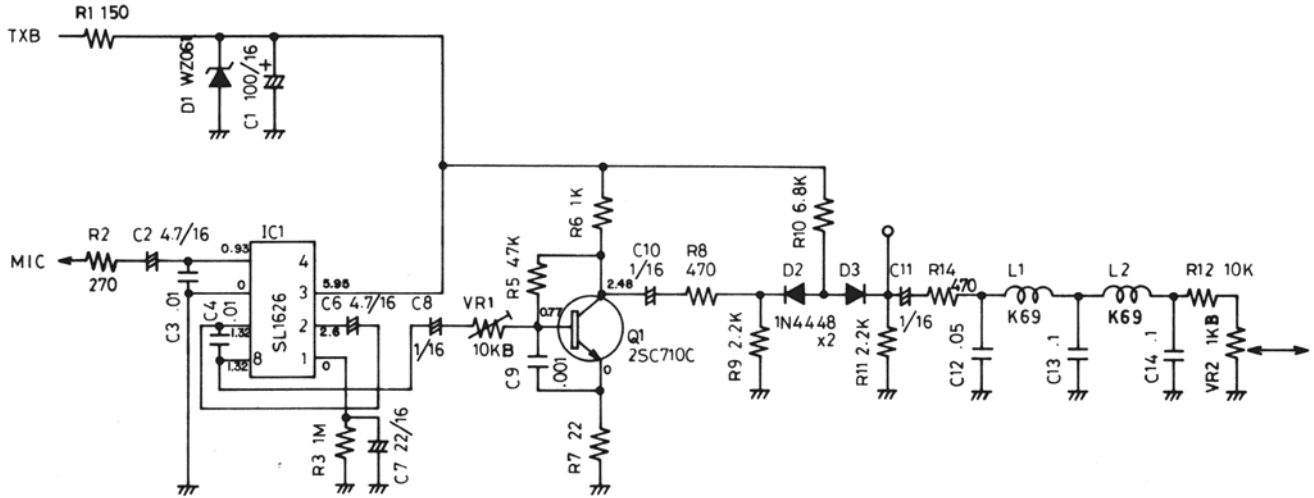 R1 150
TXB
D1 WZ061
C1 100/16
+
R2
270
MIC
C2 4.7/16
C3 .01
C4 .01
IC1
SL1626
0.93
4
0
5.95
3
1.32
2.6
2
1.32
8
1
0
C6 4.7/16
C8
1/16
VR1
10KB
R3 1M
C7 22/16
R5 47K
R6 1K
0.77
2.48
0
Q1
2SC710C
C9 .001
R7 22
C10
1/16
R8
470
R10 6.8K
D2
D3
1N4448
x2
R9 2.2K
R11 2.2K
C11
1/16
R14
470
C12 .05
L1
K69
C13 .1
L2
K69
C14 .1
R12 10K
VR2 1KB